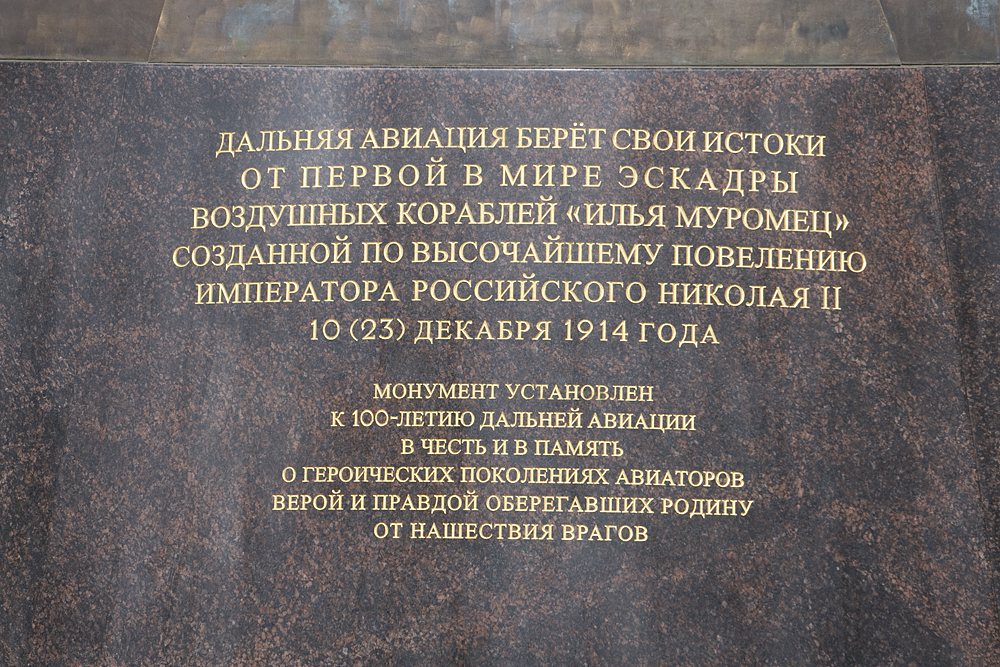 ДАЛЬНЯЯ АВИАЦИЯ БЕРЁТ СВОИ ИСТОКИ
ОТ ПЕРВОЙ В МИРЕ ЭСКАДРЫ
ВОЗДУШНЫХ КОРАБЛЕЙ «ИЛЬЯ МУРОМЕЦ»
СОЗДАННОЙ ПО ВЫСОЧАЙШЕМУ ПОВЕЛЕНИЮ
ИМПЕРАТОРА РОССИЙСКОГО НИКОЛАЯ II
10 (23) ДЕКАБРЯ 1914 ГОДА
МОНУМЕНТ УСТАНОВЛЕН
К 100-ЛЕТИЮ ДАЛЬНЕЙ АВИАЦИИ
В ЧЕСТЬ И В ПАМЯТЬ
О ГЕРОИЧЕСКИХ ПОКОЛЕНИЯХ АВИАТОРОВ
ВЕРОЙ И ПРАВДОЙ ОБЕРЕГАВШИХ РОДИНУ
ОТ НАШЕСТВИЯ ВРАГОВ